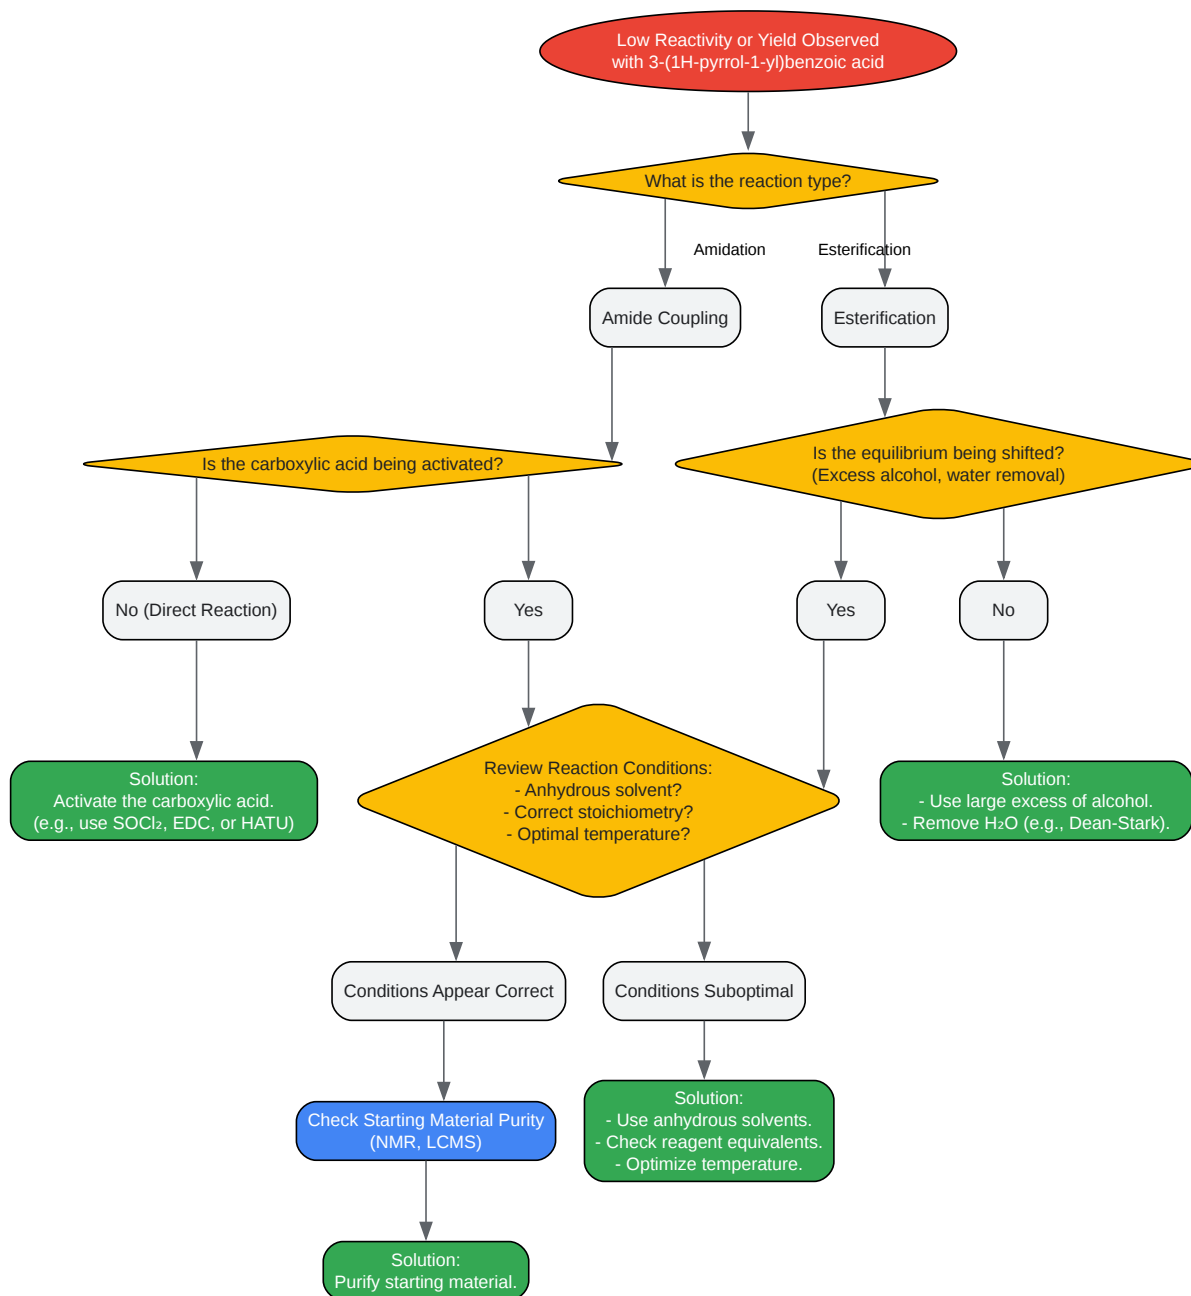 Low Reactivity or Yield Observed
with 3-(1H-pyrrol-1-yl)benzoic acid
What is the reaction type?
Amidation
Esterification
Amide Coupling
Esterification
Is the carboxylic acid being activated?
Is the equilibrium being shifted?
(Excess alcohol, water removal)
No (Direct Reaction)
Yes
Yes
No
Solution:
Activate the carboxylic acid.
(e.g., use SOCl₂, EDC, or HATU)
Review Reaction Conditions:
- Anhydrous solvent?
- Correct stoichiometry?
- Optimal temperature?
Solution:
- Use large excess of alcohol.
- Remove H₂O (e.g., Dean-Stark).
Conditions Appear Correct
Conditions Suboptimal
Check Starting Material Purity
(NMR, LCMS)
Solution:
- Use anhydrous solvents.
- Check reagent equivalents.
- Optimize temperature.
Solution:
Purify starting material.